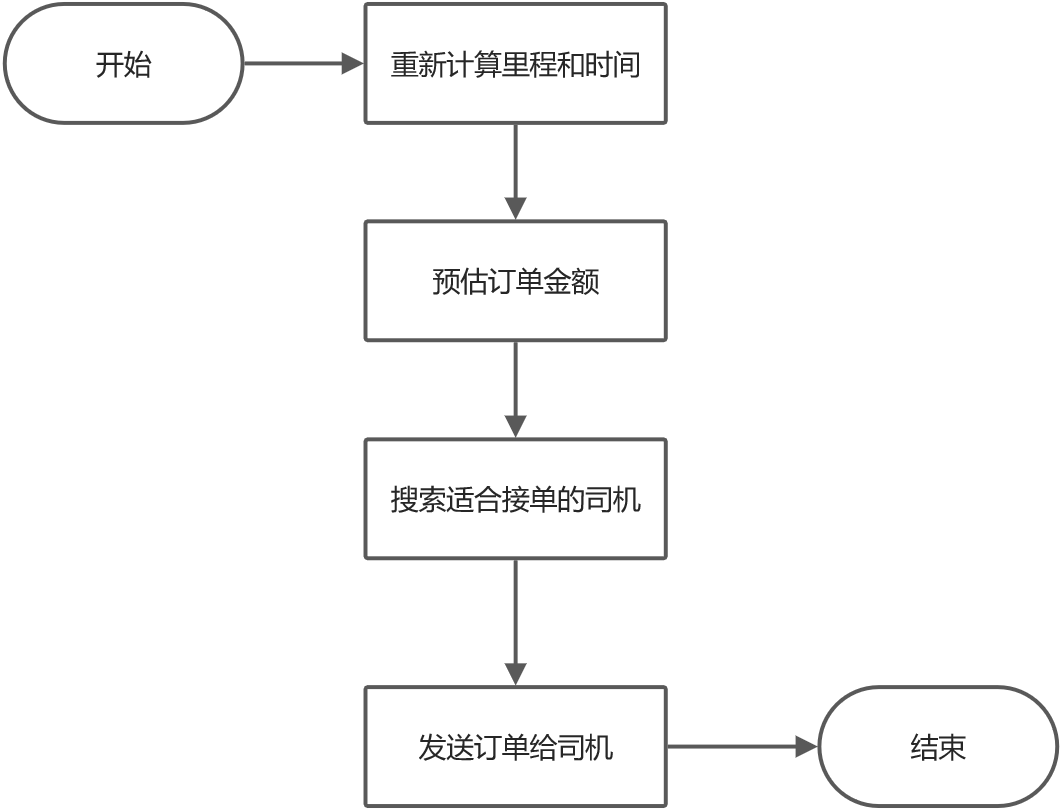 开始
重新计算里程和时间
预估订单金额
搜索适合接单的司机
发送订单给司机
结束